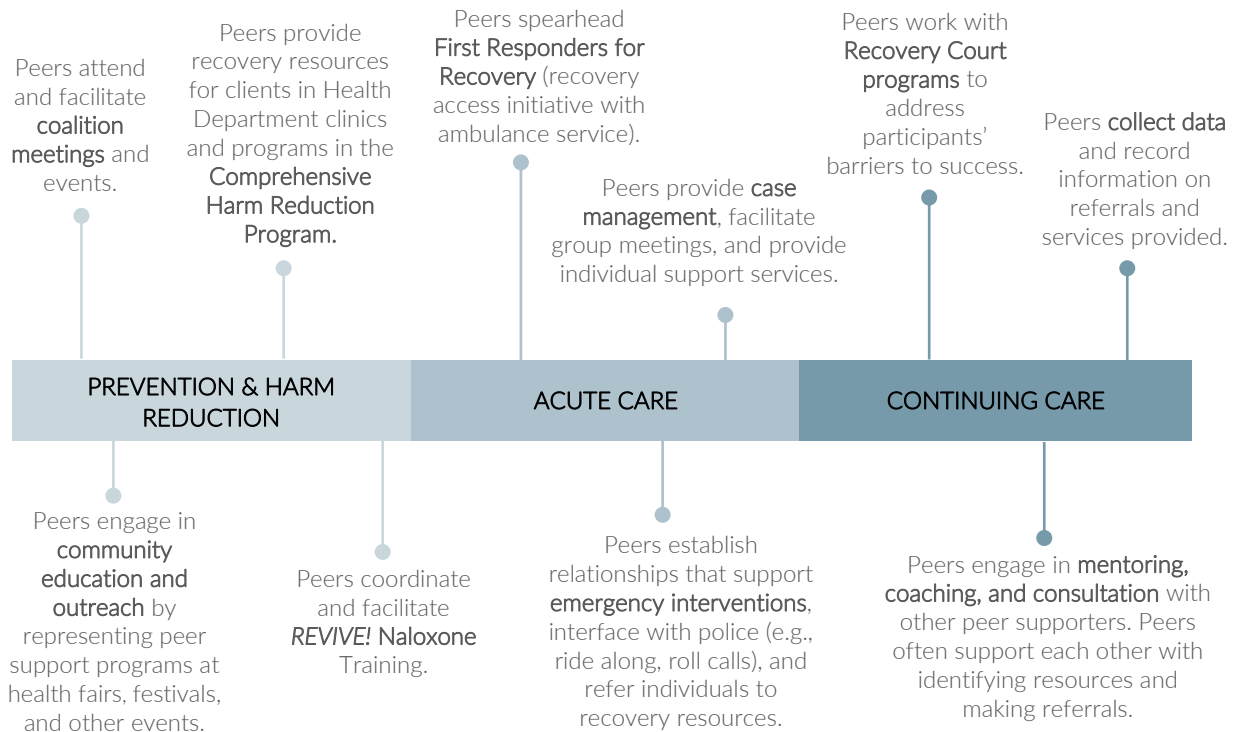 Peers attend
and facilitate
coalition
meetings and
events.
Peers provide
recovery resources
for clients in Health
Department clinics
and programs in the
Comprehensive
Harm Reduction
Program.
Peers spearhead
First Responders for
Recovery (recovery
access initiative with
ambulance service).
Peers provide case
management, facilitate
group meetings, and provide
individual support services.
Peers work with
Recovery Court
programs to
address
participants’
barriers to success.
Peers collect data
and record
information on
referrals and
services provided.
PREVENTION & HARM
REDUCTION
ACUTE CARE
CONTINUING CARE
Peers engage in
community
education and
outreach by
representing peer
support programs at
health fairs, festivals,
and other events.
Peers coordinate
and facilitate
REVIVE! Naloxone
Training.
Peers establish
relationships that support
emergency interventions,
interface with police (e.g.,
ride along, roll calls), and
refer individuals to
recovery resources.
Peers engage in mentoring,
coaching, and consultation with
other peer supporters. Peers
often support each other with
identifying resources and
making referrals.